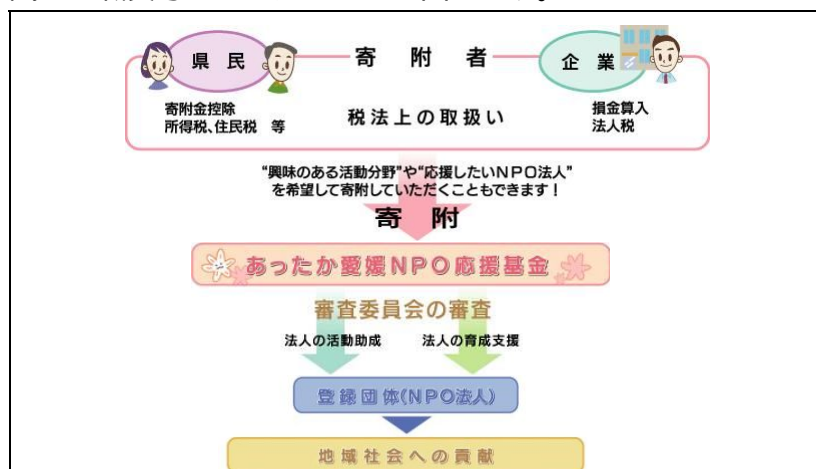 県民 寄附者 企業
寄附金控除
所得税、住民税 等
税法上の取扱い
損金算入
法人税
“興味のある活動分野”や“応援したいNPO法人”
を希望して寄附していただくこともできます！
寄附
あったか愛媛NPO応援基金
審査委員会の審査
法人の活動助成 法人の育成支援
登録団体(NPO法人)
地域社会への貢献